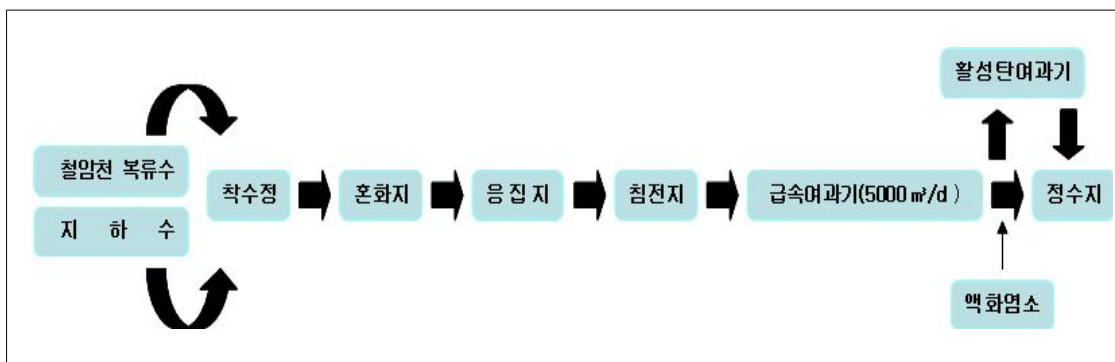 활성탄여과기
철암천 복류수
지 하 수
착수정
혼화지
응집지
침전지
급속여과기(5000㎥/d )
정수지
액화염소